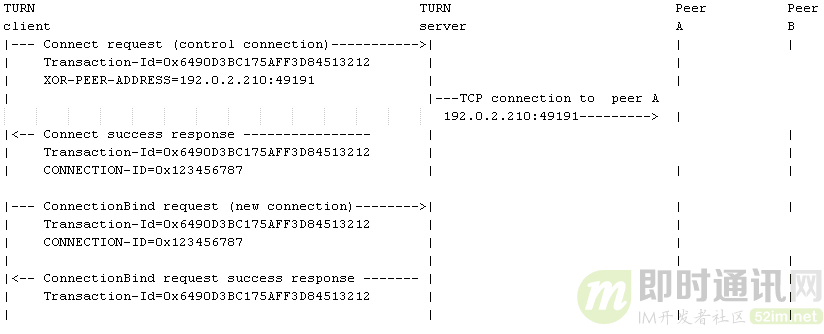 TURN                                                    TURN                              Peer           Peer
client                                                  server                            A              B
|--- Connect request (control connection)----------->|                                |              |
     Transaction-Id=0x6490D3BC175AFF3D84513212       |                                |
     XOR-PEER-ADDRESS=192.0.2.210:49191              |                                |
|                                                    |---TCP connection to  peer A
                                                       192.0.2.210:49191--------->  |
|<-- Connect success response ----------------       |                                               |
     Transaction-Id=0x6490D3BC175AFF3D84513212       |                                               |
     CONNECTION-ID=0x123456787                       |                                |              |
|--- ConnectionBind request (new connection)-------->|                                |              |
     Transaction-Id=0x6490D3BC175AFF3D84513212       |                                |
     CONNECTION-ID=0x123456787                       |                                |
|                                                    |                                |
|<-- ConnectionBind request success response -------  |
     Transaction-Id=0x6490D3BC175AFF3D84513212       |
|                                                    |
即时通讯网
IM开发者社区 52im.net